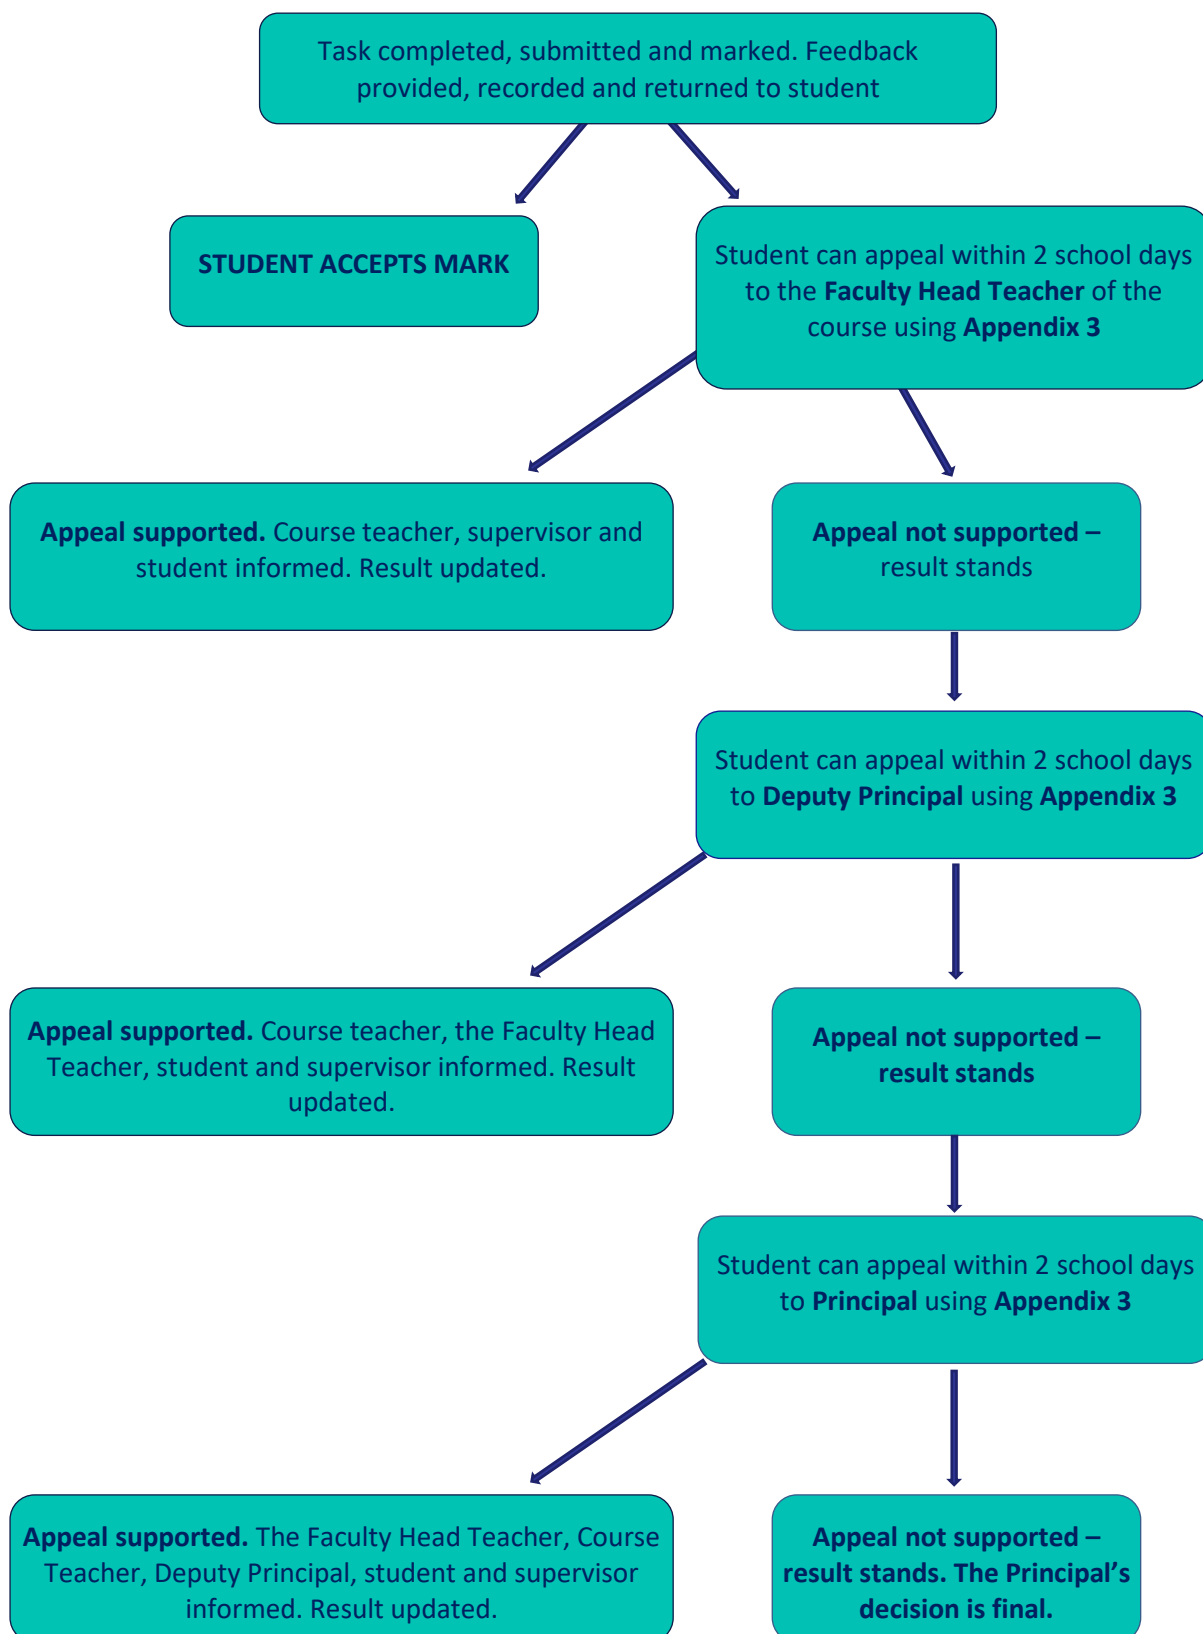 Task completed, submitted and marked. Feedback
provided, recorded and returned to student
STUDENT ACCEPTS MARK
Student can appeal within 2 school days
to the Faculty Head Teacher of the
course using Appendix 3
Appeal supported. Course teacher, supervisor and
student informed. Result updated.
Appeal not supported –
result stands
Student can appeal within 2 school days
to Deputy Principal using Appendix 3
Appeal supported. Course teacher, the Faculty Head
Teacher, student and supervisor informed. Result
updated.
Appeal not supported –
result stands
Student can appeal within 2 school days
to Principal using Appendix 3
Appeal supported. The Faculty Head Teacher, Course
Teacher, Deputy Principal, student and supervisor
informed. Result updated.
Appeal not supported –
result stands. The Principal’s
decision is final.